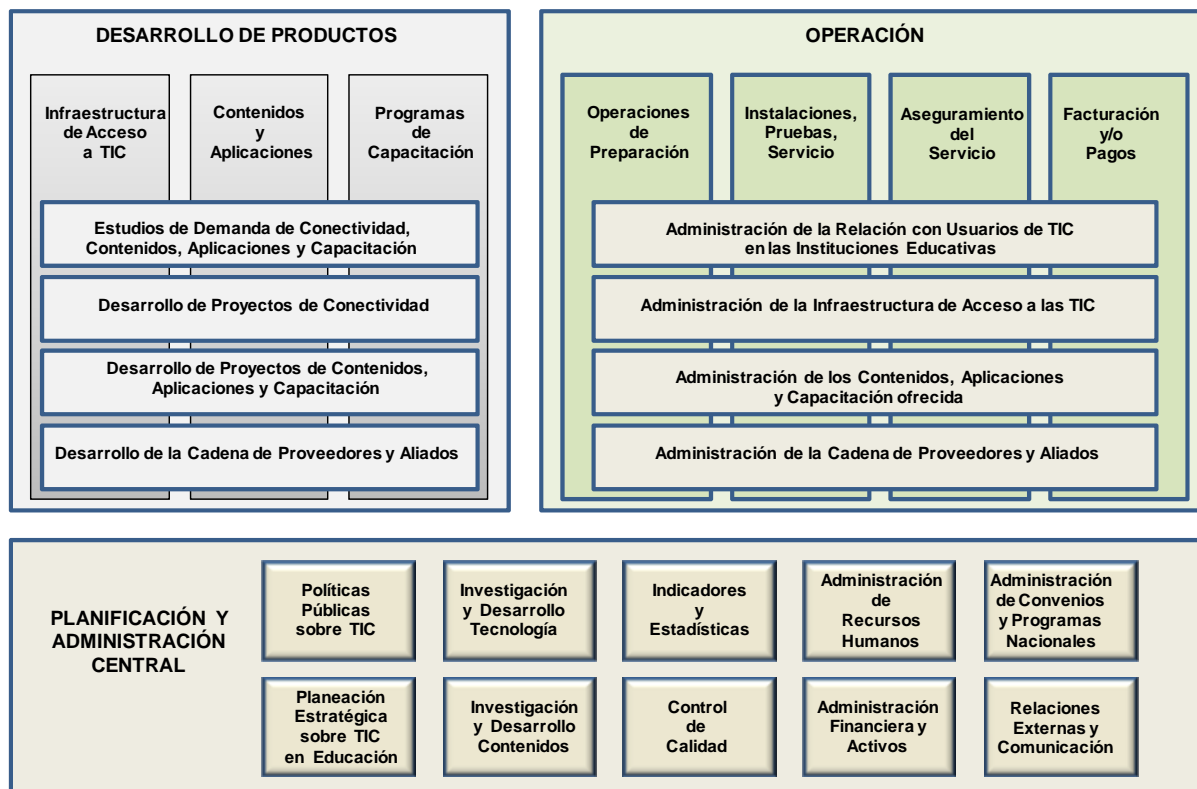 DESARROLLO DE PRODUCTOS
Infraestructura
de Acceso
a TIC
Contenidos
y
Aplicaciones
Programas
de
Capacitación
Estudios de Demanda de Conectividad,
Contenidos, Aplicaciones y Capacitación
Desarrollo de Proyectos de Conectividad
Desarrollo de Proyectos de Contenidos,
Aplicaciones y Capacitación
Desarrollo de la Cadena de Proveedores y Aliados
OPERACIÓN
Operaciones
de
Preparación
Instalaciones,
Pruebas,
Servicio
Aseguramiento
del
Servicio
Facturación
y/o
Pagos
Administración de la Relación con Usuarios de TIC
en las Instituciones Educativas
Administración de la Infraestructura de Acceso a las TIC
Administración de los Contenidos, Aplicaciones
y Capacitación ofrecida
Administración de la Cadena de Proveedores y Aliados
PLANIFICACIÓN Y
ADMINISTRACIÓN
CENTRAL
Políticas
Públicas
sobre TIC
Investigación
y Desarrollo
Tecnología
Indicadores
y
Estadísticas
Administración
de
Recursos
Humanos
Administración
de Convenios
y Programas
Nacionales
Planeación
Estratégica
sobre TIC
en Educación
Investigación
y Desarrollo
Contenidos
Control
de
Calidad
Administración
Financiera y
Activos
Relaciones
Externas y
Comunicación